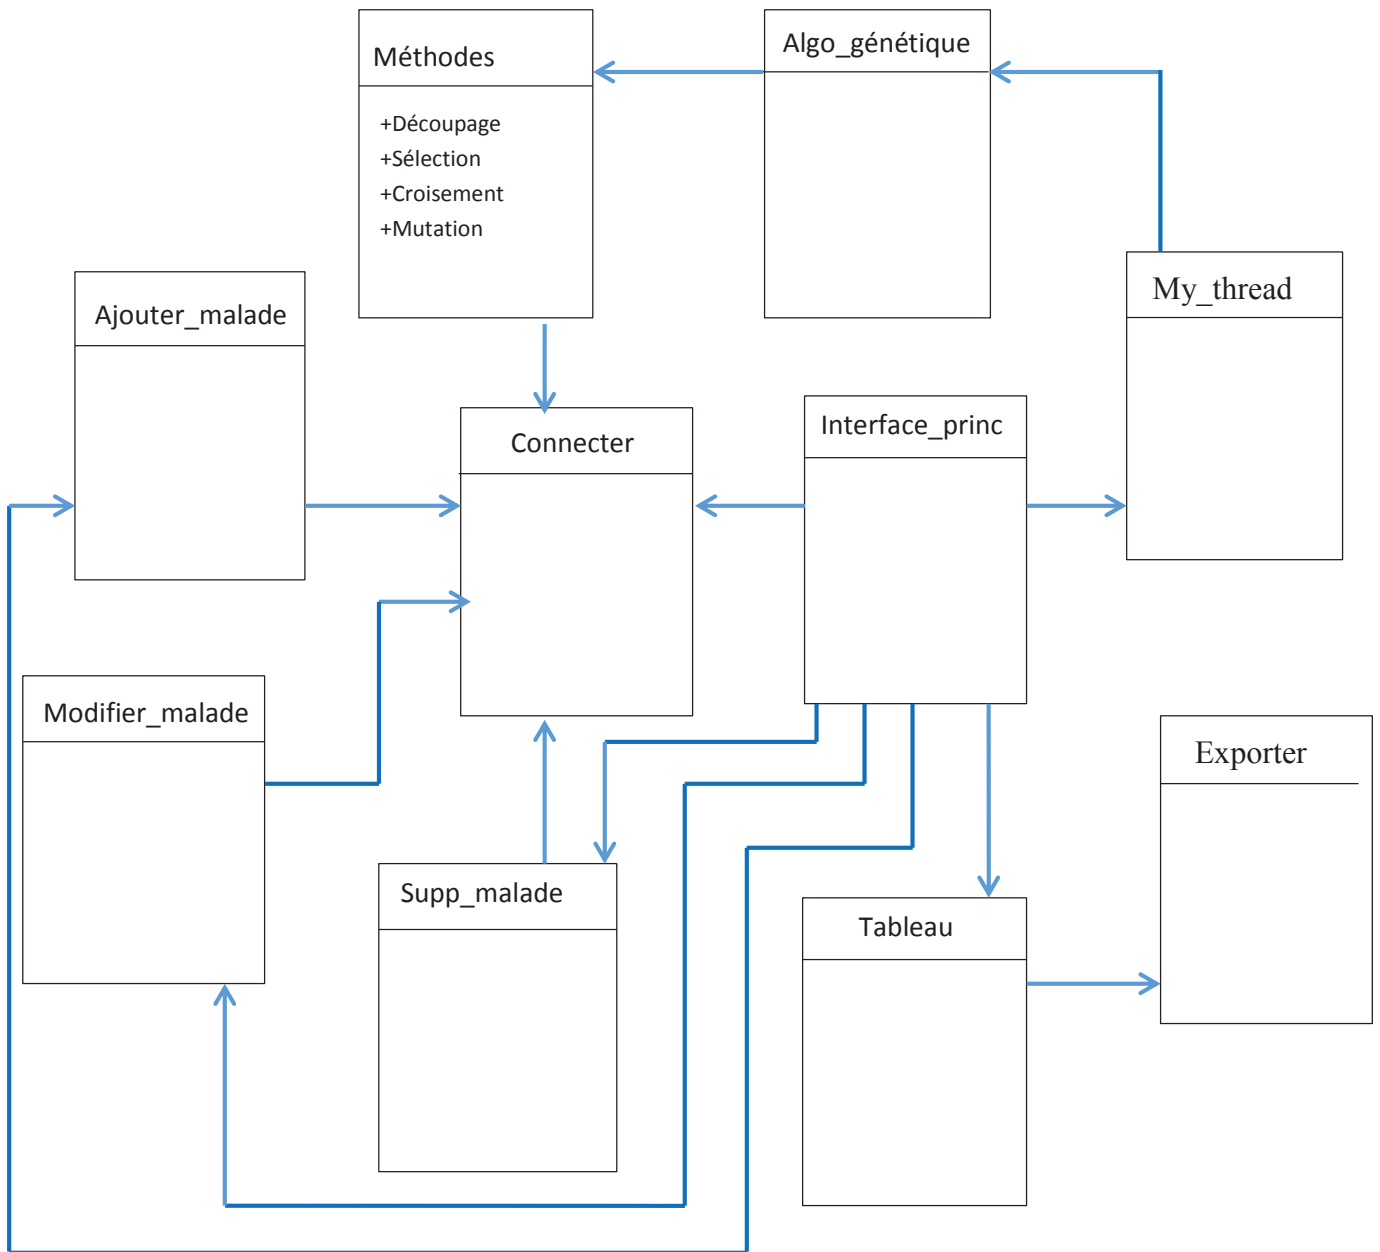 Méthodes
+Découpage
+Sélection
+Croisement
+Mutation
Algo_génétique
My_thread
Ajouter_malade
Connecter
Interface_princ
Modifier_malade
Supp_malade
Tableau
Exporter